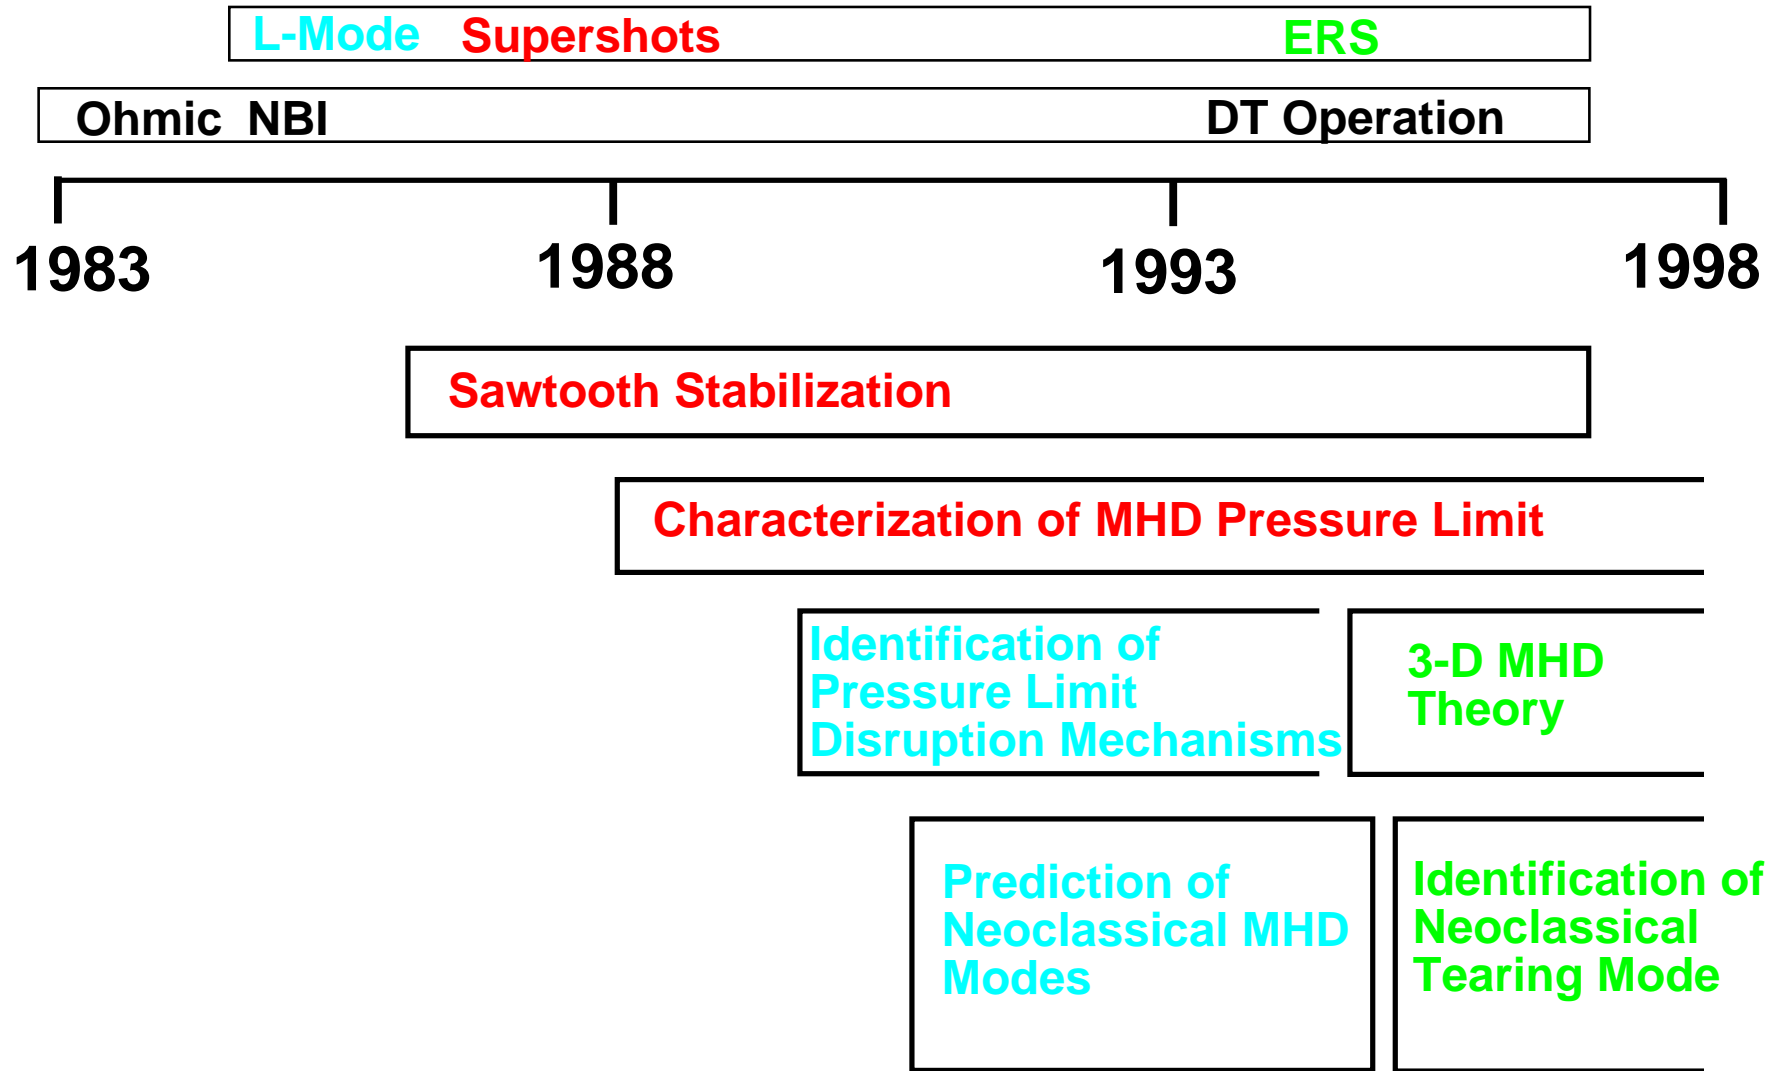 L-Mode Supershots ERS
Ohmic NBI DT Operation
1983 1988 1993 1998
Sawtooth Stabilization
Characterization of MHD Pressure Limit
Identification of
Pressure Limit
Disruption Mechanisms
3-D MHD
Theory
Prediction of
Neoclassical MHD
Modes
Identification of
Neoclassical
Tearing Mode